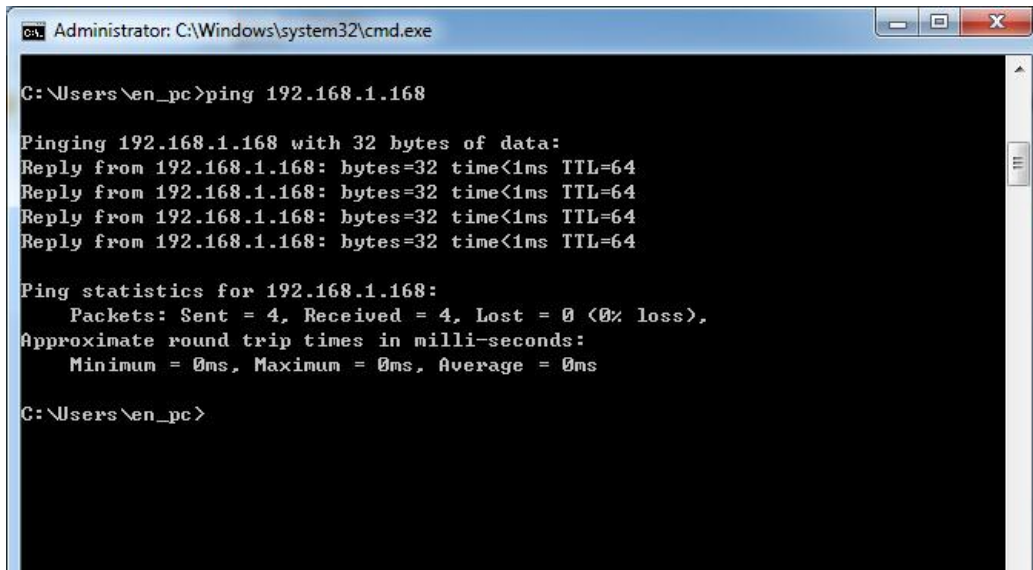 Administrator: C:\Windows\system32\cmd.exe
C:\Users\en_pc>ping 192.168.1.168
Pinging 192.168.1.168 with 32 bytes of data:
Reply from 192.168.1.168: bytes=32 time<1ms TTL=64
Reply from 192.168.1.168: bytes=32 time<1ms TTL=64
Reply from 192.168.1.168: bytes=32 time<1ms TTL=64
Reply from 192.168.1.168: bytes=32 time<1ms TTL=64
Ping statistics for 192.168.1.168:
    Packets: Sent = 4, Received = 4, Lost = 0 (0% loss),
Approximate round trip times in milli-seconds:
    Minimum = 0ms, Maximum = 0ms, Average = 0ms
C:\Users\en_pc>